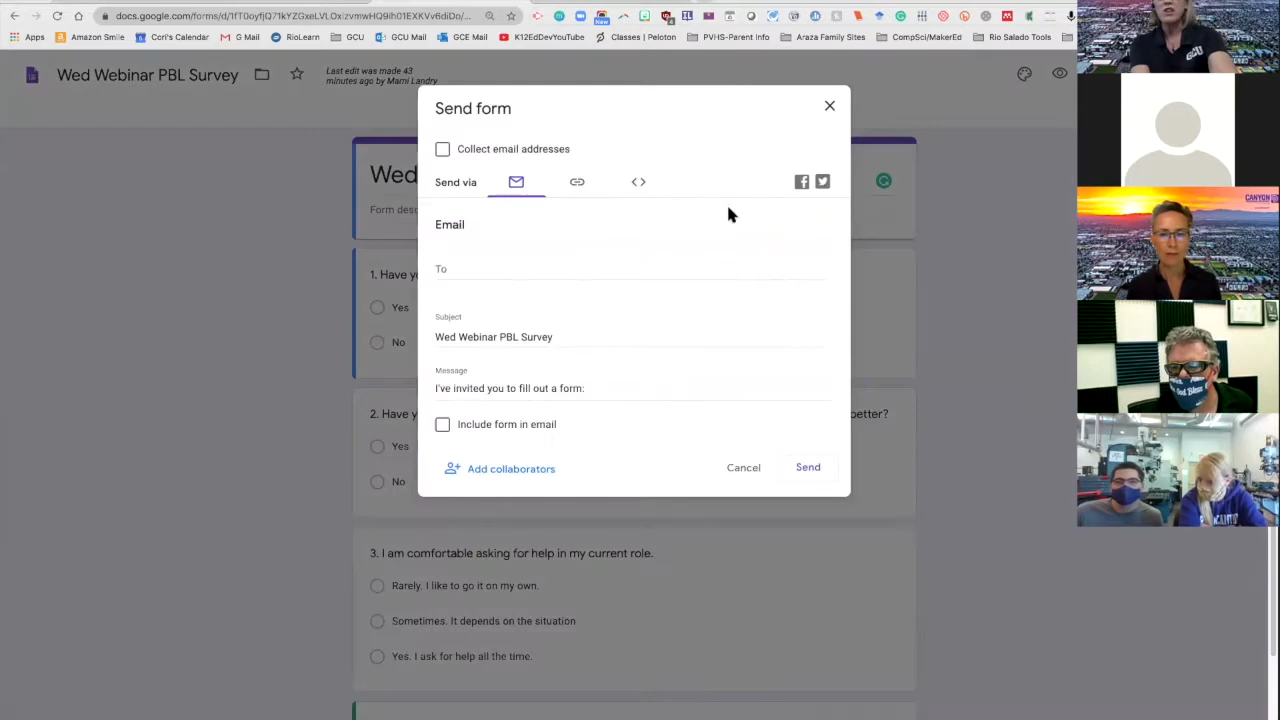 docs.google.com/forms/d/1fT0oyfjQ71kYZGxeLVLOxizvmw
Apps
Amazon Smile
Cori's Calendar
G Mail
RioLearn
GCU
GCU Mail
GCE Mail
K12EdDevYouTube
Classes | Peloton
PVHS-Parent Info
Araza Family Sites
CompSci/MakerEd
Rio Salado Tools
New
GCU
Wed Webinar PBL Survey
Last edit was made 43
minutes ago by Marni Landry
Send form
Collect email addresses
Send via
Email
To
Subject
Wed Webinar PBL Survey
Message
I've invited you to fill out a form:
Include form in email
Add collaborators
Cancel
Send
Wed
Form desc
1. Have yo
Yes
No
2. Have y
better?
Yes
No
3. I am comfortable asking for help in my current role.
Rarely. I like to go it on my own.
Sometimes. It depends on the situation
Yes. I ask for help all the time.
CANYON
God Bless